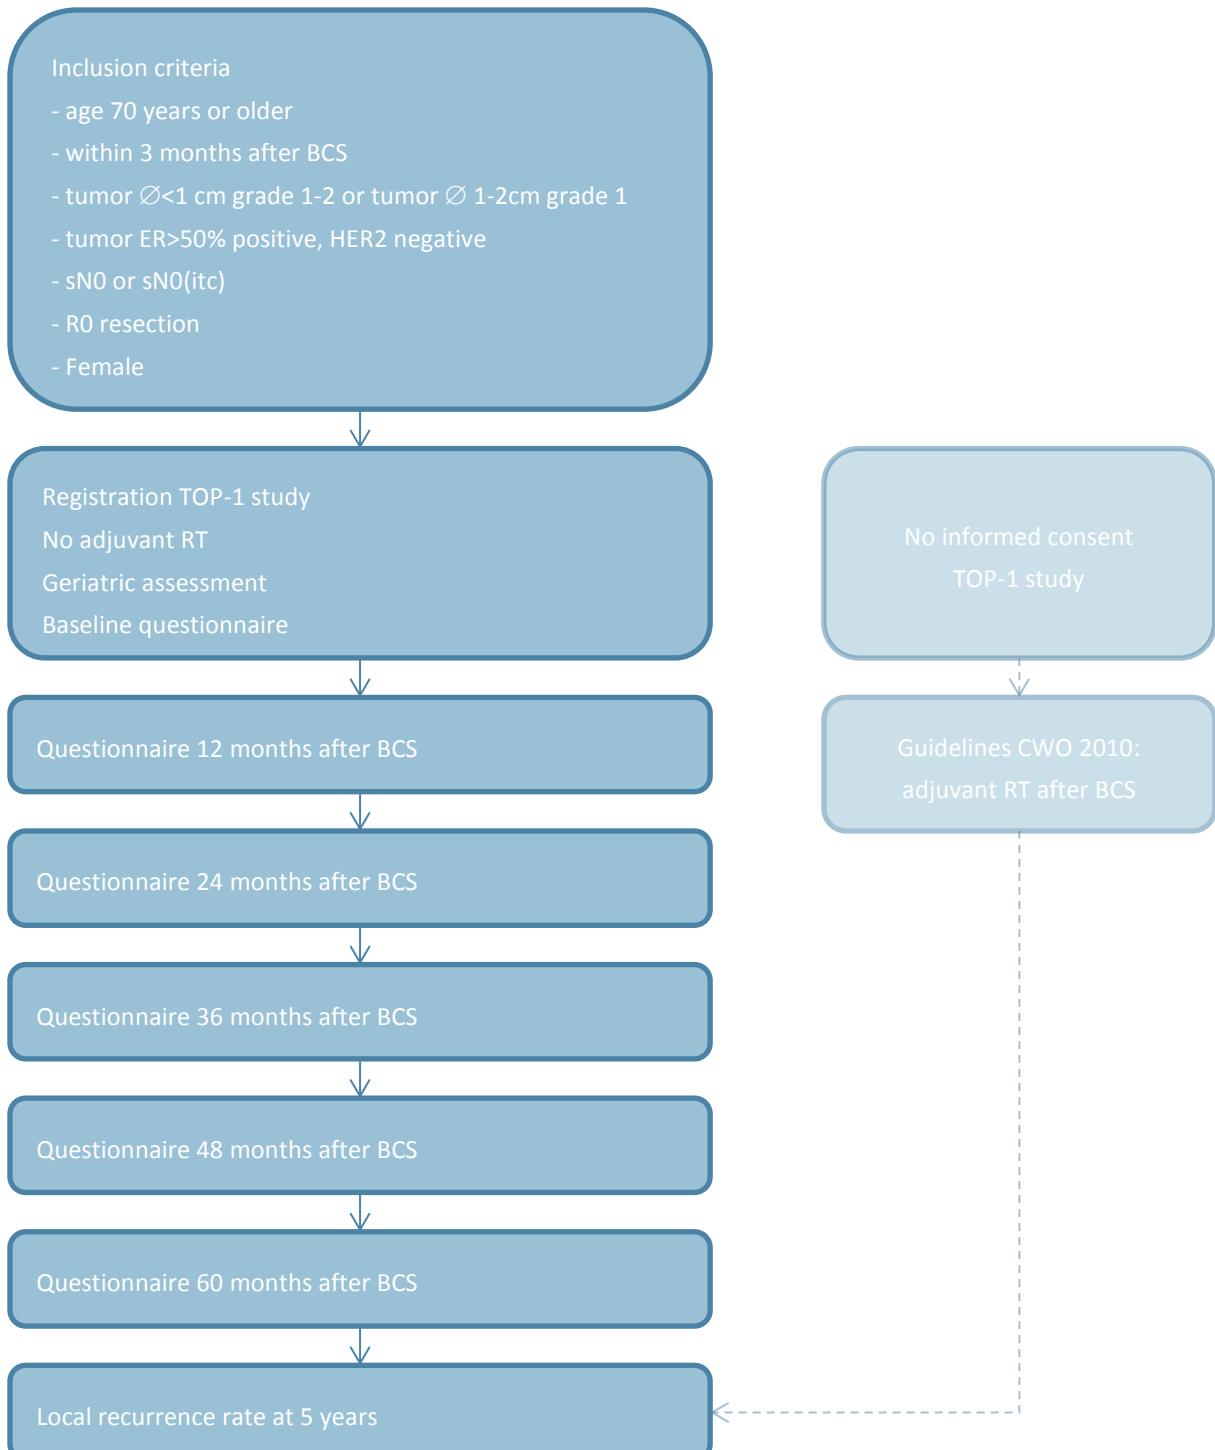 Inclusion criteria
- age 70 years or older
- within 3 months after BCS
- tumor ∅<1 cm grade 1-2 or tumor ∅ 1-2cm grade 1
- tumor ER>50% positive, HER2 negative
- sN0 or sN0(itc)
- R0 resection
- Female
Registration TOP-1 study
No adjuvant RT
Geriatric assessment
Baseline questionnaire
No informed consent
TOP-1 study
Questionnaire 12 months after BCS
Guidelines CWO 2010:
adjuvant RT after BCS
Questionnaire 24 months after BCS
Questionnaire 36 months after BCS
Questionnaire 48 months after BCS
Questionnaire 60 months after BCS
Local recurrence rate at 5 years